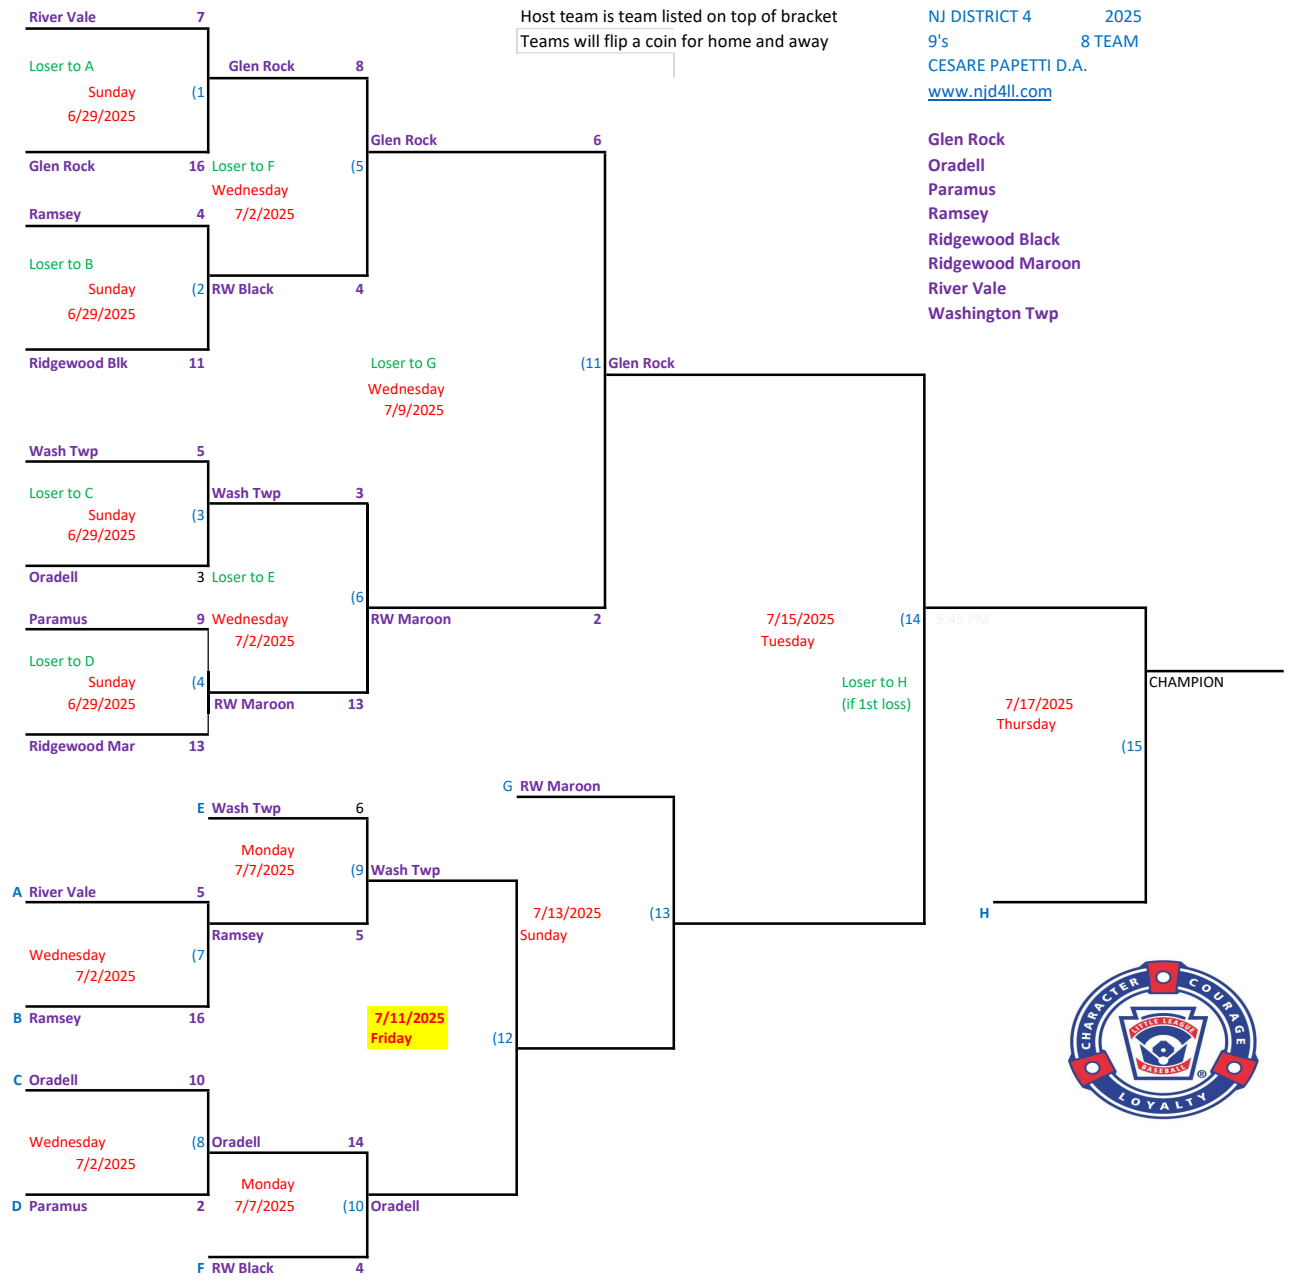 River Vale 7
Host team is team listed on top of bracket
NJ DISTRICT 4 2025
Teams will flip a coin for home and away
9's 8 TEAM
Loser to A
Glen Rock 8
CESARE PAPETTI D.A.
Sunday (1
www.njd4ll.com
6/29/2025
Glen Rock 6
Glen Rock
Glen Rock 16
Loser to F (5
Oradell
Wednesday
Paramus
Ramsey 4
7/2/2025
Ramsey
Ridgewood Black
Loser to B
Ridgewood Maroon
Sunday (2
RW Black 4
River Vale
6/29/2025
Washington Twp
Ridgewood Blk 11
Loser to G (11
Glen Rock
Wednesday
7/9/2025
Wash Twp 5
Loser to C
Wash Twp 3
Sunday (3
6/29/2025
Oradell 3
Loser to E
(6
Paramus 9
Wednesday
RW Maroon 2
7/15/2025 (14
5:45 PM
7/2/2025
Tuesday
Loser to D
Sunday (4
Loser to H
CHAMPION
6/29/2025
RW Maroon 13
(if 1st loss)
7/17/2025
Thursday
Ridgewood Mar 13
(15
G RW Maroon
E Wash Twp 6
Monday
7/7/2025 (9
Wash Twp
A River Vale 5
7/13/2025 (13
H
Ramsey 5
Sunday
Wednesday (7
7/2/2025
B Ramsey 16
7/11/2025
Friday (12
CHARACTER COURAGE LOYALTY
LITTLE LEAGUE
BASEBALL
®
C Oradell 10
Wednesday (8
Oradell 14
7/2/2025
Monday
D Paramus 2
7/7/2025 (10
Oradell
F RW Black 4